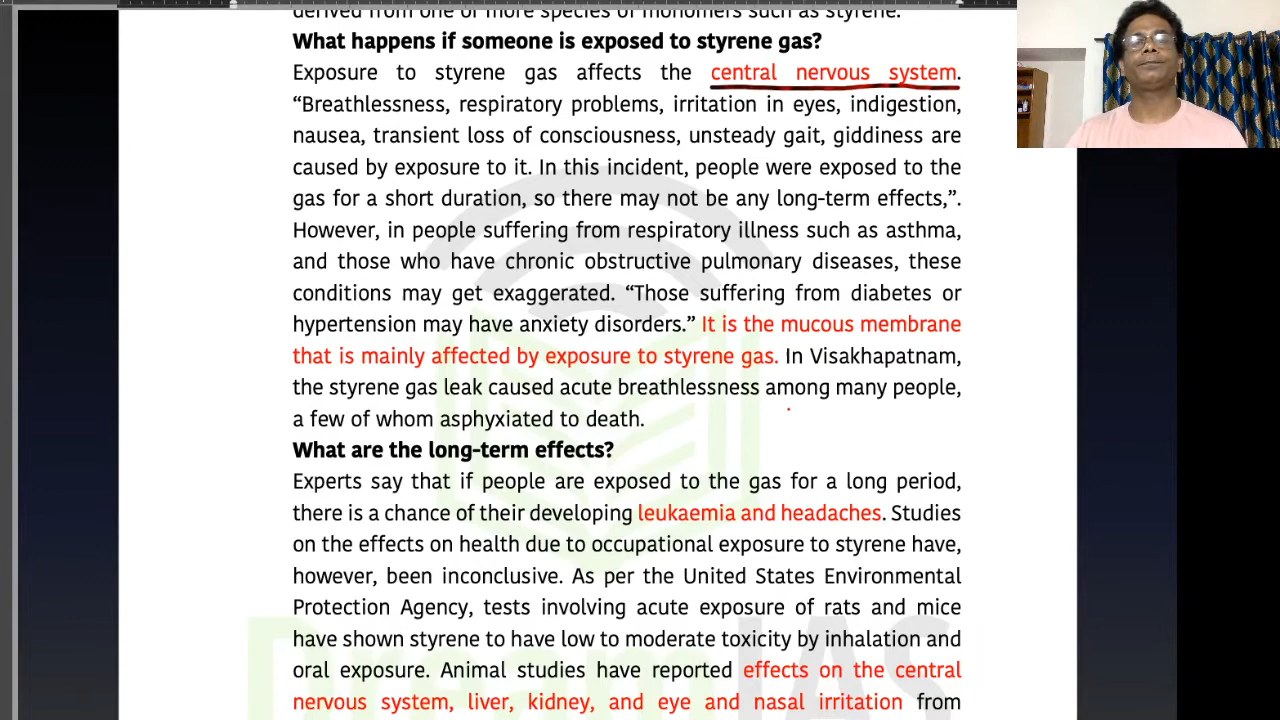 derived from one or more species of monomers such as styrene.
What happens if someone is exposed to styrene gas?
Exposure to styrene gas affects the central nervous system.
“Breathlessness, respiratory problems, irritation in eyes, indigestion,
nausea, transient loss of consciousness, unsteady gait, giddiness are
caused by exposure to it. In this incident, people were exposed to the
gas for a short duration, so there may not be any long-term effects,”.
However, in people suffering from respiratory illness such as asthma,
and those who have chronic obstructive pulmonary diseases, these
conditions may get exaggerated. “Those suffering from diabetes or
hypertension may have anxiety disorders.” It is the mucous membrane
that is mainly affected by exposure to styrene gas. In Visakhapatnam,
the styrene gas leak caused acute breathlessness among many people,
a few of whom asphyxiated to death.
What are the long-term effects?
Experts say that if people are exposed to the gas for a long period,
there is a chance of their developing leukaemia and headaches. Studies
on the effects on health due to occupational exposure to styrene have,
however, been inconclusive. As per the United States Environmental
Protection Agency, tests involving acute exposure of rats and mice
have shown styrene to have low to moderate toxicity by inhalation and
oral exposure. Animal studies have reported effects on the central
nervous system, liver, kidney, and eye and nasal irritation from